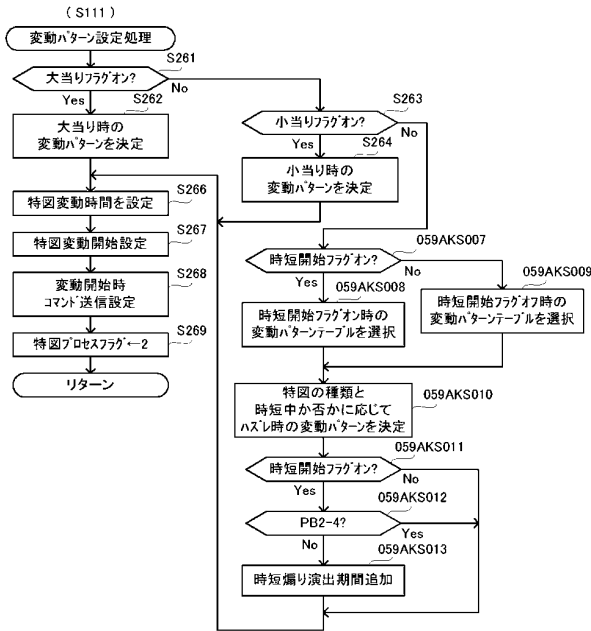 ( S111 )
変動パターン設定処理
S261
大当りフラグオン?
No
Yes
S262
大当り時の
変動パターンを決定
S263
小当りフラグオン?
No
Yes
S264
小当り時の
変動パターンを決定
S266
特図変動時間を設定
S267
特図変動開始設定
S268
変動開始時
コマンド送信設定
S269
特図プロセスフラグ←2
リターン
059AKS007
時短開始フラグオン?
No
Yes
059AKS008
時短開始フラグオン時の
変動パターンテーブルを選択
059AKS009
時短開始フラグオフ時の
変動パターンテーブルを選択
059AKS010
特図の種類と
時短中か否かに応じて
ハズレ時の変動パターンを決定
059AKS011
時短開始フラグオン?
No
Yes
059AKS012
PB2-4?
Yes
No
059AKS013
時短煽り演出期間追加